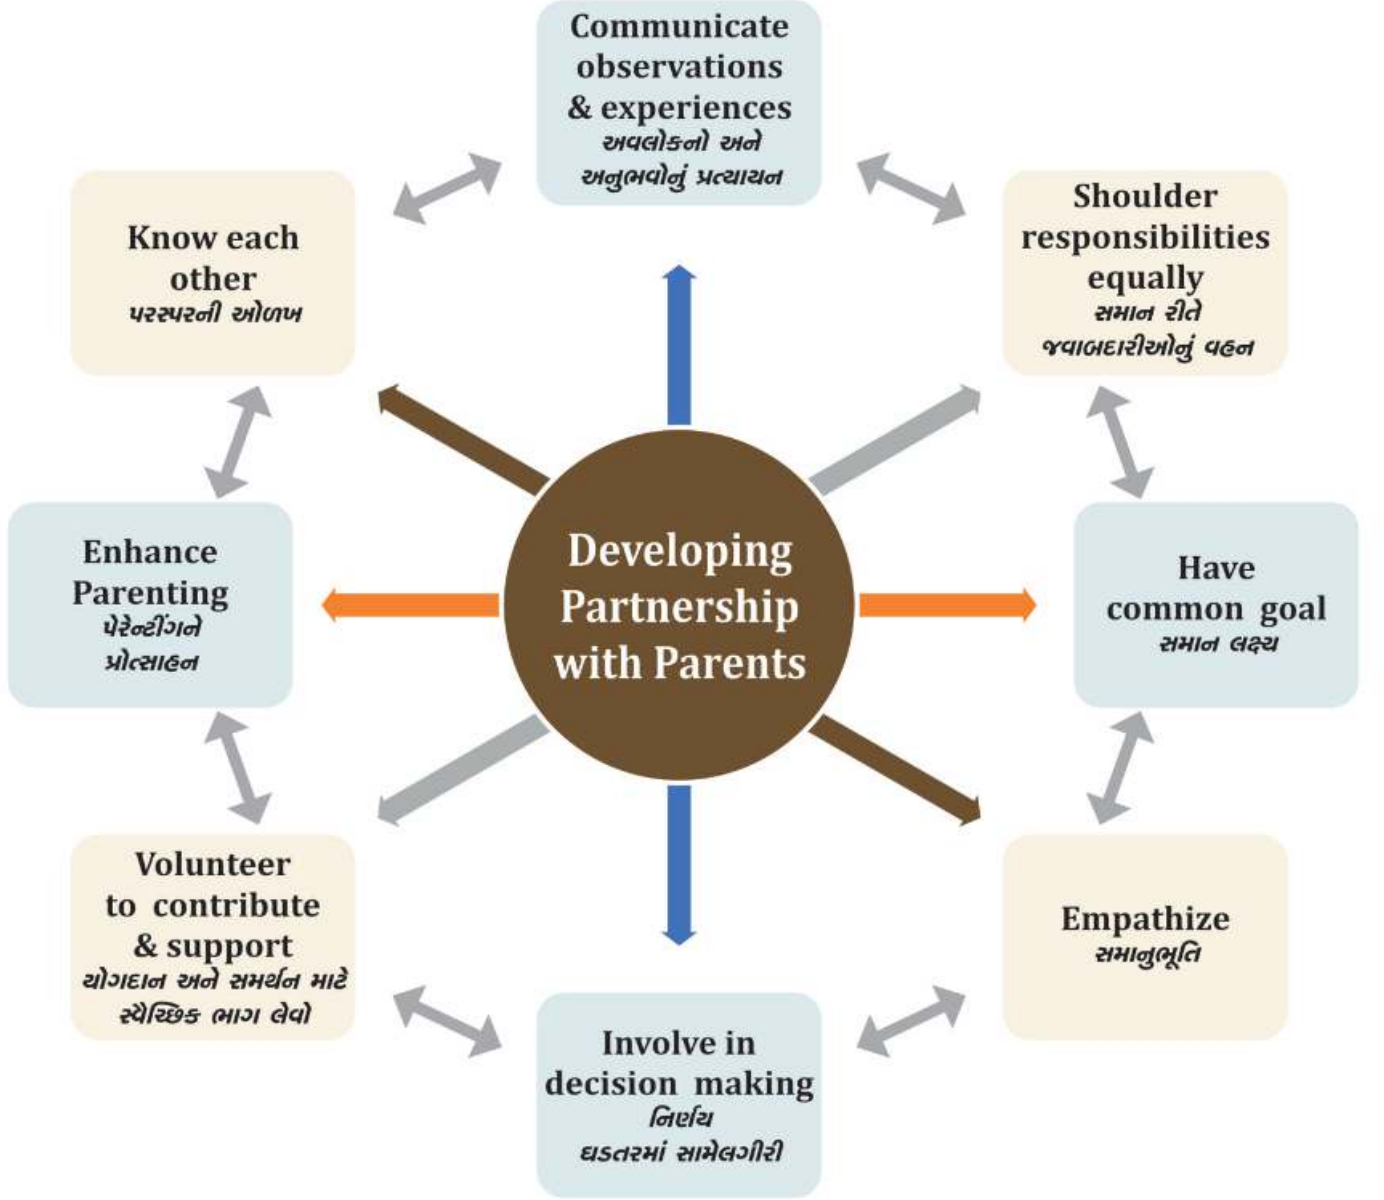 Communicate
observations
& experiences
અવલોકનો અને
અનુભવોનું પ્રત્યાયન
Know each
other
પરસ્પરની ઓળખ
Shoulder
responsibilities
equally
સમાન રીતે
જવાબદારીઓનું વહન
Enhance
Parenting
પેરેન્ટીંગને
પ્રોત્સાહન
Developing
Partnership
with Parents
Have
common goal
સમાન લક્ષ્ય
Volunteer
to contribute
& support
યોગદાન અને સમર્થન માટે
સ્વૈચ્છિક ભાગ લેવો
Empathize
સમાનુભૂતિ
Involve in
decision making
નિર્ણય
ઘડતરમાં સામેલગીરી